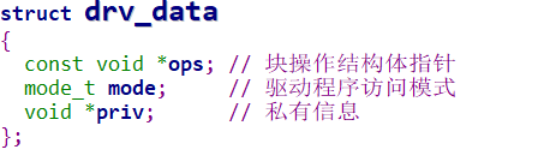 struct drv_data
{
  const void *ops; // 块操作结构体指针
  mode_t mode;     // 驱动程序访问模式
  void *priv;      // 私有信息
};